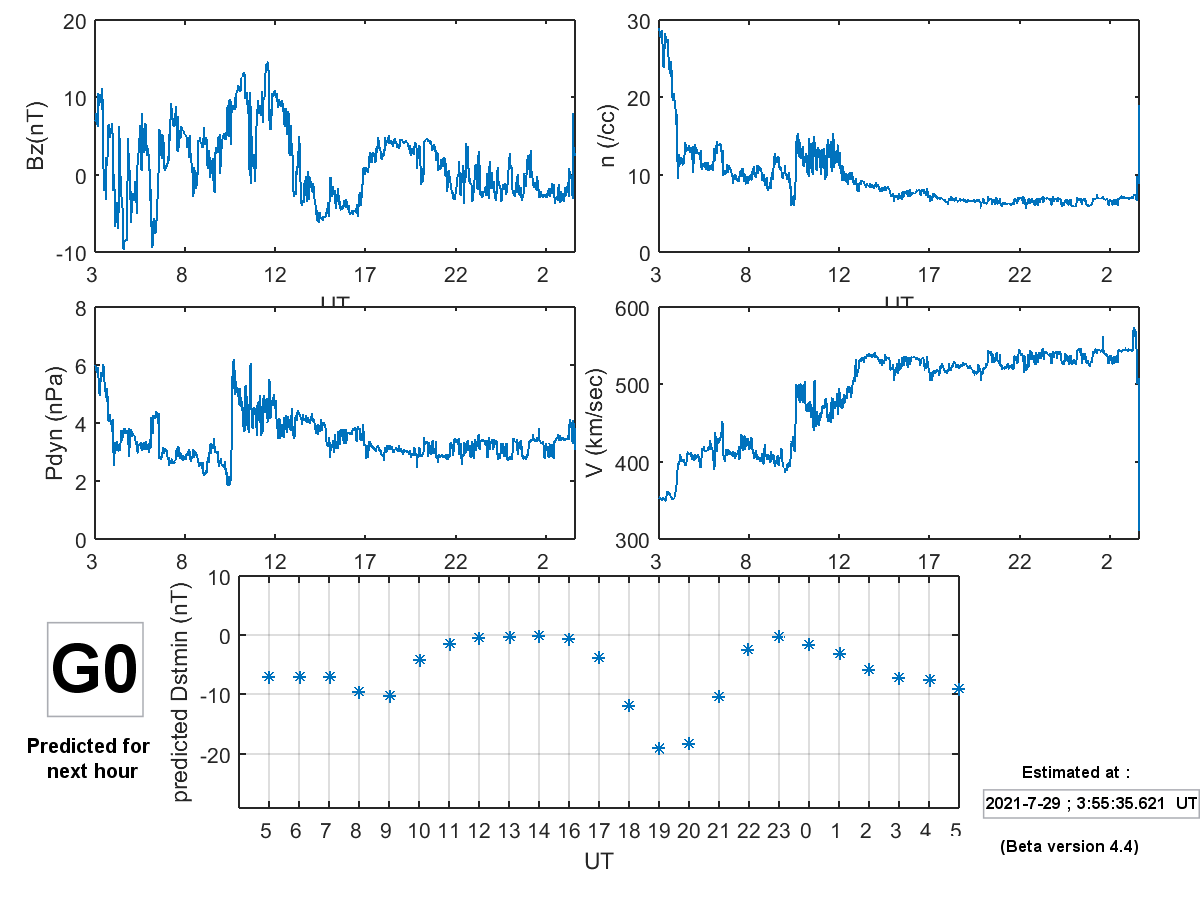 20
10
0
-10
Bz(nT)
3 8 12 17 22 2
UT
30
20
10
0
n (/cc)
3 8 12 17 22 2
UT
8
6
4
2
0
Pdyn (nPa)
3 8 12 17 22 2
600
500
400
300
V (km/sec)
3 8 12 17 22 2
10
0
-10
-20
predicted Dstmin (nT)
5 6 7 8 9 10 11 12 13 14 16 17 18 19 20 21 22 23 0 1 2 3 4 5
UT
G0
Predicted for
next hour
Estimated at :
2021-7-29 ; 3:55:35.621 UT
(Beta version 4.4)